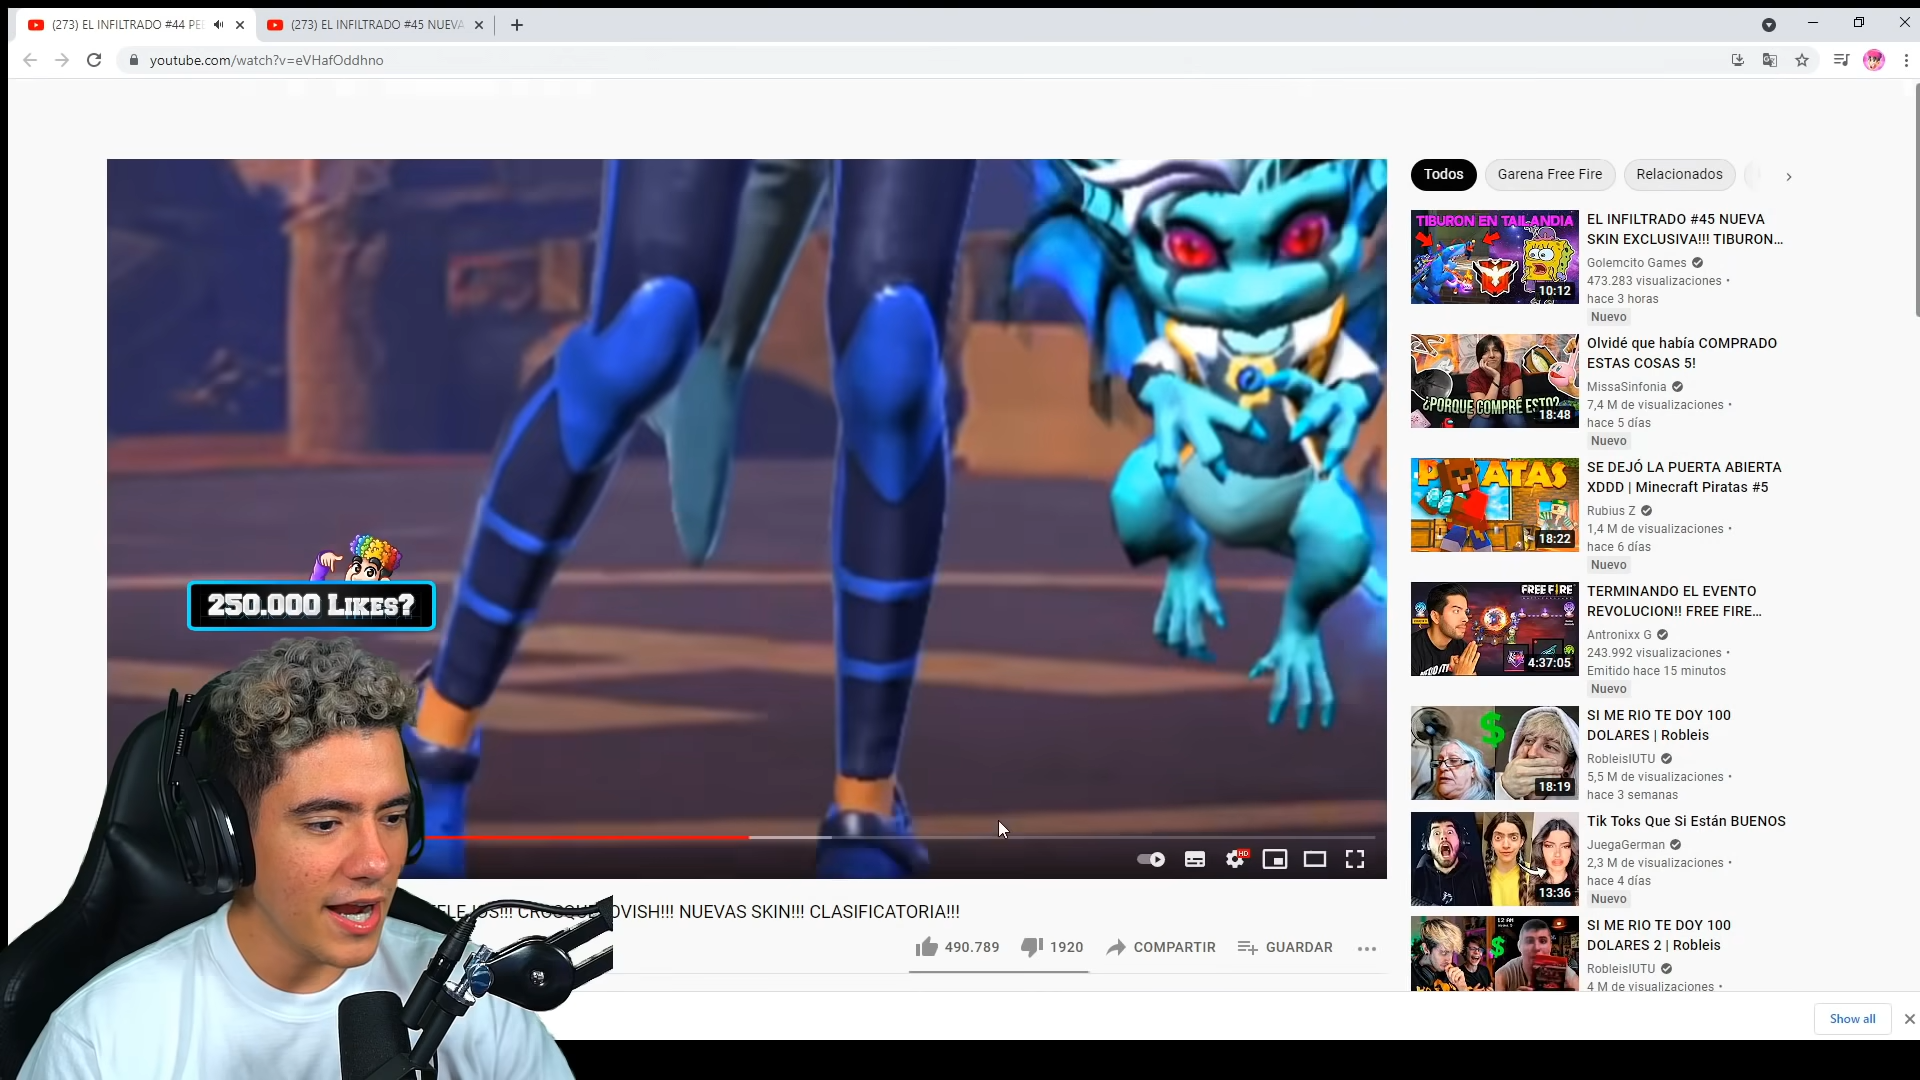 (273) EL INFILTRADO #44 PE
(273) EL INFILTRADO #45 NUEVA
youtube.com/watch?v=eVHafOddhno
Todos
Garena Free Fire
Relacionados
TIBURON EN TAILANDIA
10:12
EL INFILTRADO #45 NUEVA
SKIN EXCLUSIVA!!! TIBURON...
Golemcito Games
473.283 visualizaciones •
hace 3 horas
Nuevo
¿PORQUE COMPRÉ ESTO?
18:48
Olvidé que había COMPRADO
ESTAS COSAS 5!
MissaSinfonia
7,4 M de visualizaciones •
hace 5 días
Nuevo
PIRATAS
18:22
SE DEJÓ LA PUERTA ABIERTA
XDDD | Minecraft Piratas #5
Rubius Z
1,4 M de visualizaciones •
hace 6 días
Nuevo
FREE FIRE
4:37:05
TERMINANDO EL EVENTO
REVOLUCION!! FREE FIRE...
Antronixx G
243.992 visualizaciones •
Emitido hace 15 minutos
Nuevo
$
18:19
SI ME RIO TE DOY 100
DOLARES | Robleis
RobleisIUTU
5,5 M de visualizaciones •
hace 3 semanas
13:36
Tik Toks Que Si Están BUENOS
JuegaGerman
2,3 M de visualizaciones •
hace 4 días
Nuevo
12 AM
$
SI ME RIO TE DOY 100
DOLARES 2 | Robleis
RobleisIUTU
4 M de visualizaciones •
250.000 Likes?
HD
NUEVAS SKIN!!! CLASIFICATORIA!!!
490.789
1920
COMPARTIR
GUARDAR
Show all